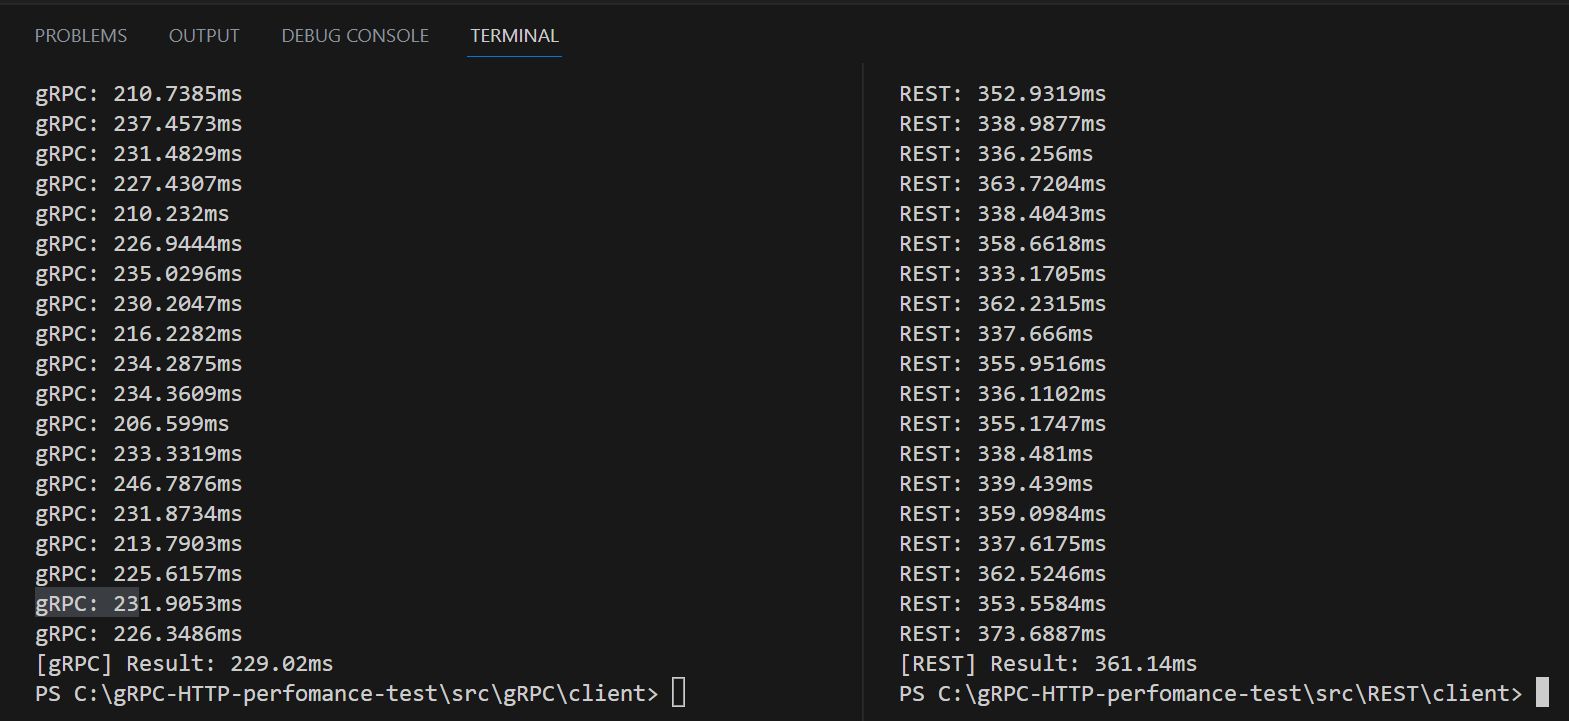 PROBLEMS OUTPUT DEBUG CONSOLE TERMINAL
gRPC: 210.7385ms
gRPC: 237.4573ms
gRPC: 231.4829ms
gRPC: 227.4307ms
gRPC: 210.232ms
gRPC: 226.9444ms
gRPC: 235.0296ms
gRPC: 230.2047ms
gRPC: 216.2282ms
gRPC: 234.2875ms
gRPC: 234.3609ms
gRPC: 206.599ms
gRPC: 233.3319ms
gRPC: 246.7876ms
gRPC: 231.8734ms
gRPC: 213.7903ms
gRPC: 225.6157ms
gRPC: 231.9053ms
gRPC: 226.3486ms
[gRPC] Result: 229.02ms
PS C:\gRPC-HTTP-perfomance-test\src\gRPC\client>
REST: 352.9319ms
REST: 338.9877ms
REST: 336.256ms
REST: 363.7204ms
REST: 338.4043ms
REST: 358.6618ms
REST: 333.1705ms
REST: 362.2315ms
REST: 337.666ms
REST: 355.9516ms
REST: 336.1102ms
REST: 355.1747ms
REST: 338.481ms
REST: 339.439ms
REST: 359.0984ms
REST: 337.6175ms
REST: 362.5246ms
REST: 353.5584ms
REST: 373.6887ms
[REST] Result: 361.14ms
PS C:\gRPC-HTTP-perfomance-test\src\REST\client>